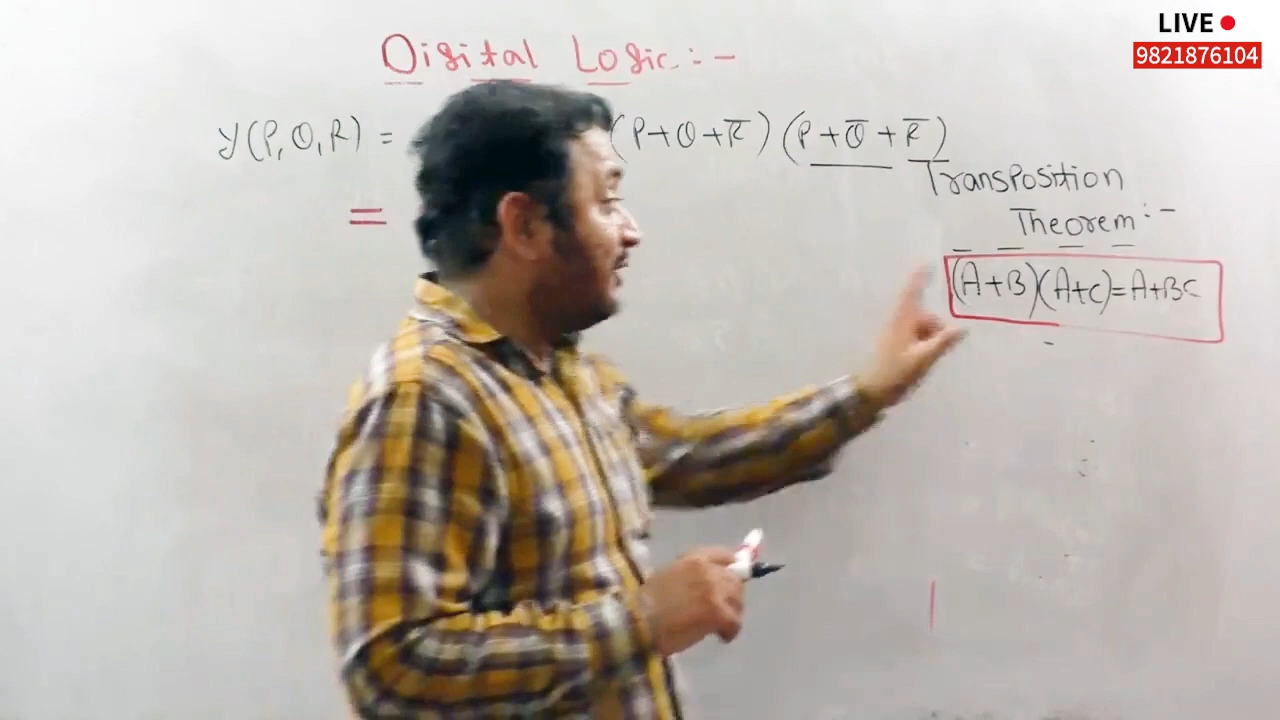 LIVE
9821876104
Digital Logic :-
Y(P,Q,R) = (P+Q+R̅) (P+Q̅+R̅)
=
Transposition
Theorem :-
(A+B)(A+C)=A+BC